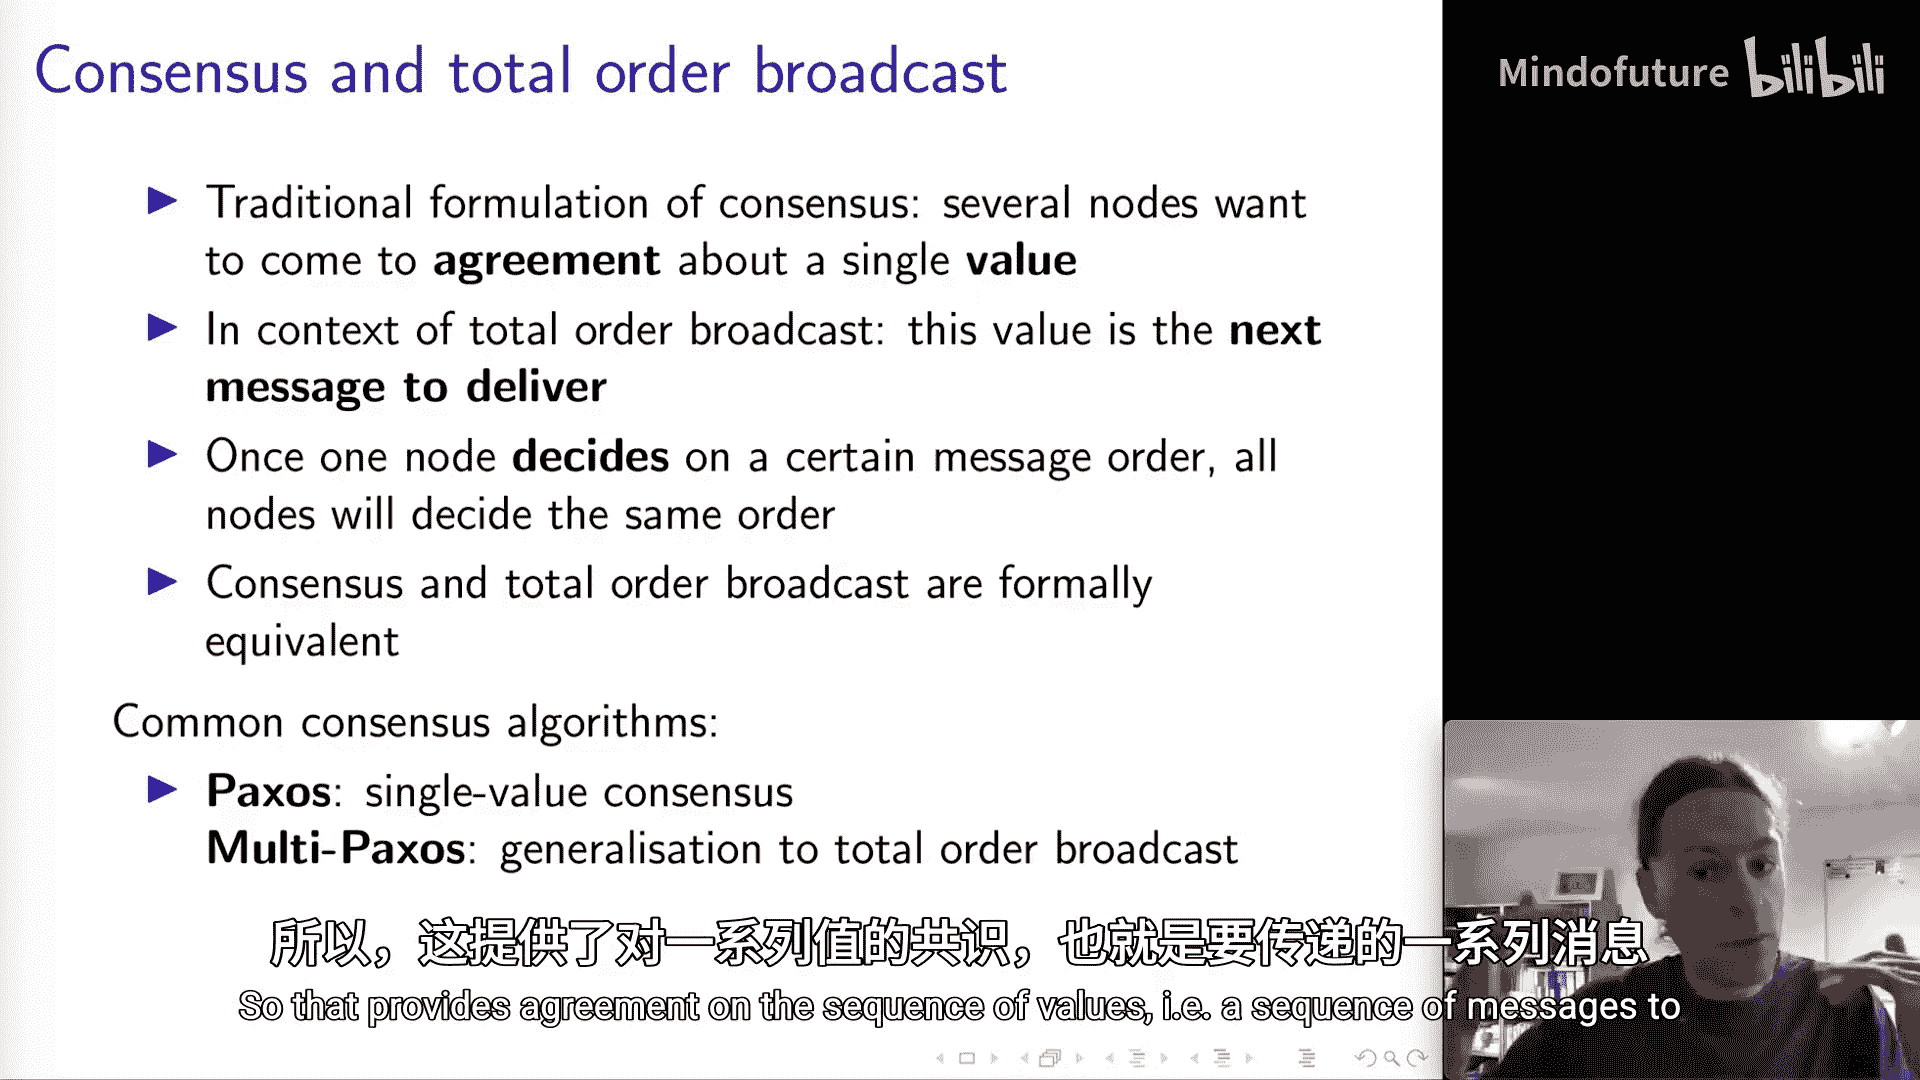 Consensus and total order broadcast
Mindofuture bilibili
Traditional formulation of consensus: several nodes want
to come to agreement about a single value
In context of total order broadcast: this value is the next
message to deliver
Once one node decides on a certain message order, all
nodes will decide the same order
Consensus and total order broadcast are formally
equivalent
Common consensus algorithms:
Paxos: single-value consensus
Multi-Paxos: generalisation to total order broadcast
所以，这提供了对一系列值的共识，也就是要传递的一系列消息
So that provides agreement on the sequence of values, i.e. a sequence of messages to